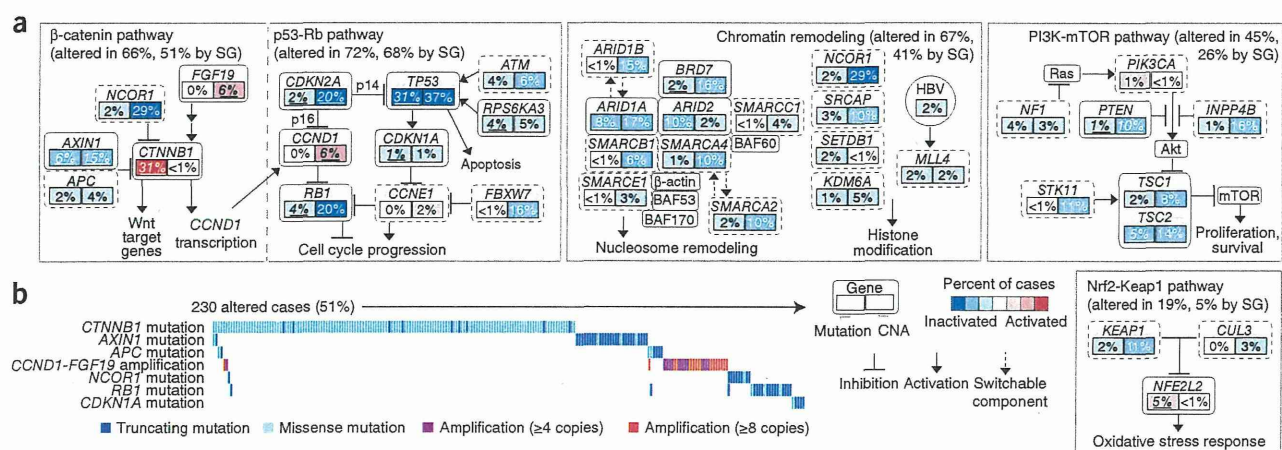 a
β-catenin pathway
(altered in 66%, 51% by SG)
FGF19
0% 6%
NCOR1
2% 29%
AXIN1
6% 15%
CTNNB1
31% <1%
APC
2% 4%
Wnt
target
genes
CCND1
transcription
p53-Rb pathway
(altered in 72%, 68% by SG)
CDKN2A
2% 20%
p14
TP53
31% 37%
ATM
4% 6%
RPS6KA3
4% 5%
p16
CCND1
0% 6%
CDKN1A
1% 1%
Apoptosis
RB1
4% 20%
CCNE1
0% 2%
FBXW7
<1% 16%
Cell cycle progression
Chromatin remodeling (altered in 67%,
41% by SG)
ARID1B
<1% 15%
BRD7
2% 16%
ARID1A
8% 17%
ARID2
10% 2%
SMARCC1
<1% 4%
SMARCB1
<1% 6%
SMARCA4
1% 10%
BAF60
SMARCE1
<1% 3%
β-actin
BAF53
BAF170
SMARCA2
2% 10%
Nucleosome remodeling
NCOR1
2% 29%
SRCAP
3% 10%
SETDB1
2% <1%
KDM6A
1% 5%
HBV
2%
MLL4
2% 2%
Histone
modification
PI3K-mTOR pathway (altered in 45%,
26% by SG)
Ras
PIK3CA
1% <1%
NF1
4% 3%
PTEN
1% 10%
INPP4B
1% 16%
Akt
STK11
<1% 11%
TSC1
2% 8%
TSC2
5% 14%
mTOR
Proliferation,
survival
b
230 altered cases (51%)
CTNNB1 mutation
AXIN1 mutation
APC mutation
CCND1-FGF19 amplification
NCOR1 mutation
RB1 mutation
CDKN1A mutation
Truncating mutation Missense mutation Amplification (≥4 copies) Amplification (≥8 copies)
Gene
Mutation CNA
Percent of cases
Inactivated Activated
Inhibition Activation Switchable
component
Nrf2-Keap1 pathway
(altered in 19%, 5% by SG)
KEAP1
2% 11%
CUL3
0% 3%
NFE2L2
5% <1%
Oxidative stress response